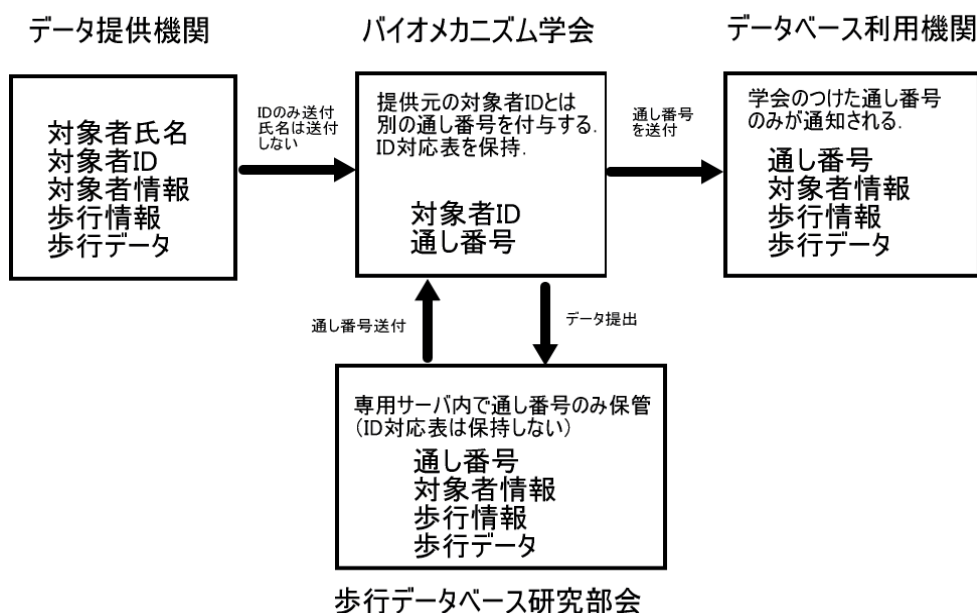 データ提供機関
バイオメカニズム学会
データベース利用機関
対象者氏名
対象者ID
対象者情報
歩行情報
歩行データ
IDのみ送付
氏名は送付
しない
提供元の対象者IDとは
別の通し番号を付与する.
ID対応表を保持.
対象者ID
通し番号
通し番号
を送付
学会のつけた通し番号
のみが通知される.
通し番号
対象者情報
歩行情報
歩行データ
通し番号送付
データ提出
専用サーバ内で通し番号のみ保管
(ID対応表は保持しない)
通し番号
対象者情報
歩行情報
歩行データ
歩行データベース研究部会